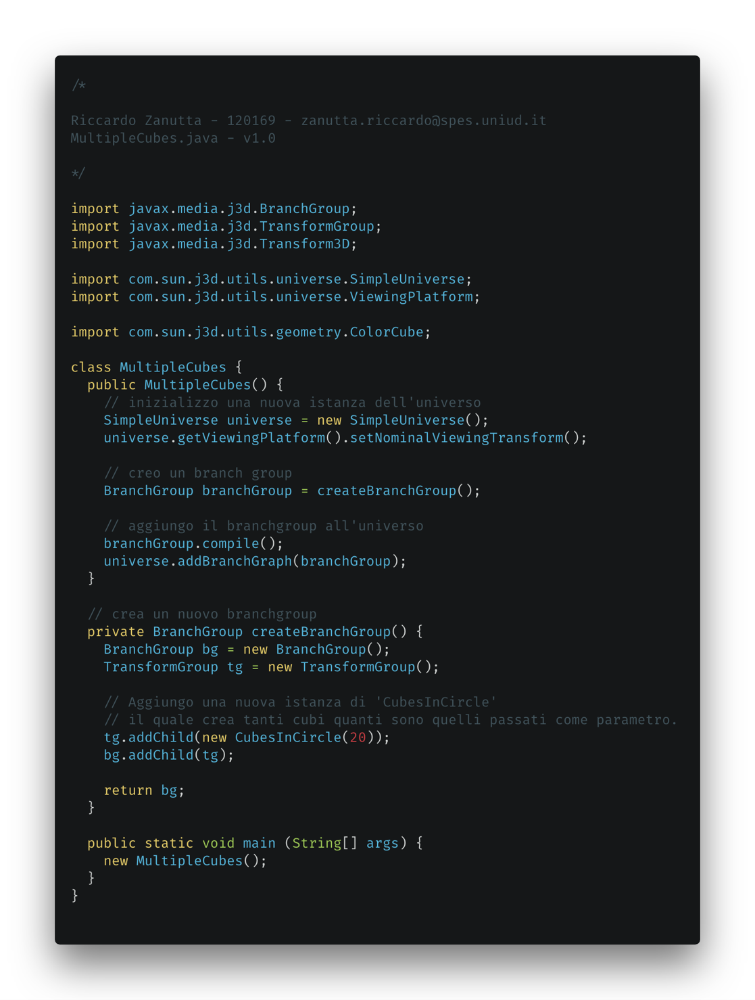 /*
Riccardo Zanutta - 120169 - zanutta.riccardo@spes.uniud.it
MultipleCubes.java - v1.0
*/
import javax.media.j3d.BranchGroup;
import javax.media.j3d.TransformGroup;
import javax.media.j3d.Transform3D;
import com.sun.j3d.utils.universe.SimpleUniverse;
import com.sun.j3d.utils.universe.ViewingPlatform;
import com.sun.j3d.utils.geometry.ColorCube;
class MultipleCubes {
  public MultipleCubes() {
    // inizializzo una nuova istanza dell'universo
    SimpleUniverse universe = new SimpleUniverse();
    universe.getViewingPlatform().setNominalViewingTransform();
    // creo un branch group
    BranchGroup branchGroup = createBranchGroup();
    // aggiungo il branchgroup all'universo
    branchGroup.compile();
    universe.addBranchGraph(branchGroup);
  }
  // crea un nuovo branchgroup
  private BranchGroup createBranchGroup() {
    BranchGroup bg = new BranchGroup();
    TransformGroup tg = new TransformGroup();
    // Aggiungo una nuova istanza di 'CubesInCircle'
    // il quale crea tanti cubi quanti sono quelli passati come parametro.
    tg.addChild(new CubesInCircle(20));
    bg.addChild(tg);
    return bg;
  }
  public static void main (String[] args) {
    new MultipleCubes();
  }
}